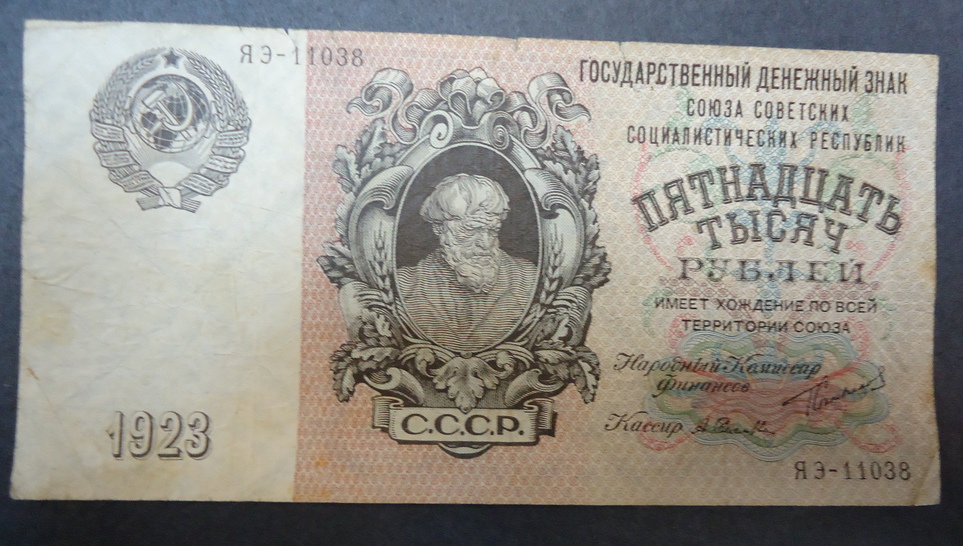 ЯЭ-11038
ГОСУДАРСТВЕННЫЙ ДЕНЕЖНЫЙ ЗНАК
СОЮЗА СОВЕТСКИХ
СОЦИАЛИСТИЧЕСКИХ РЕСПУБЛИК
ПЯТНАДЦАТЬ
ТЫСЯЧ
РУБЛЕЙ
ИМЕЕТ ХОЖДЕНИЕ ПО ВСЕЙ
ТЕРРИТОРИИ СОЮЗА
Народный Комиссар
финансов
Кассир
С.С.С.Р.
1923
ЯЭ-11038